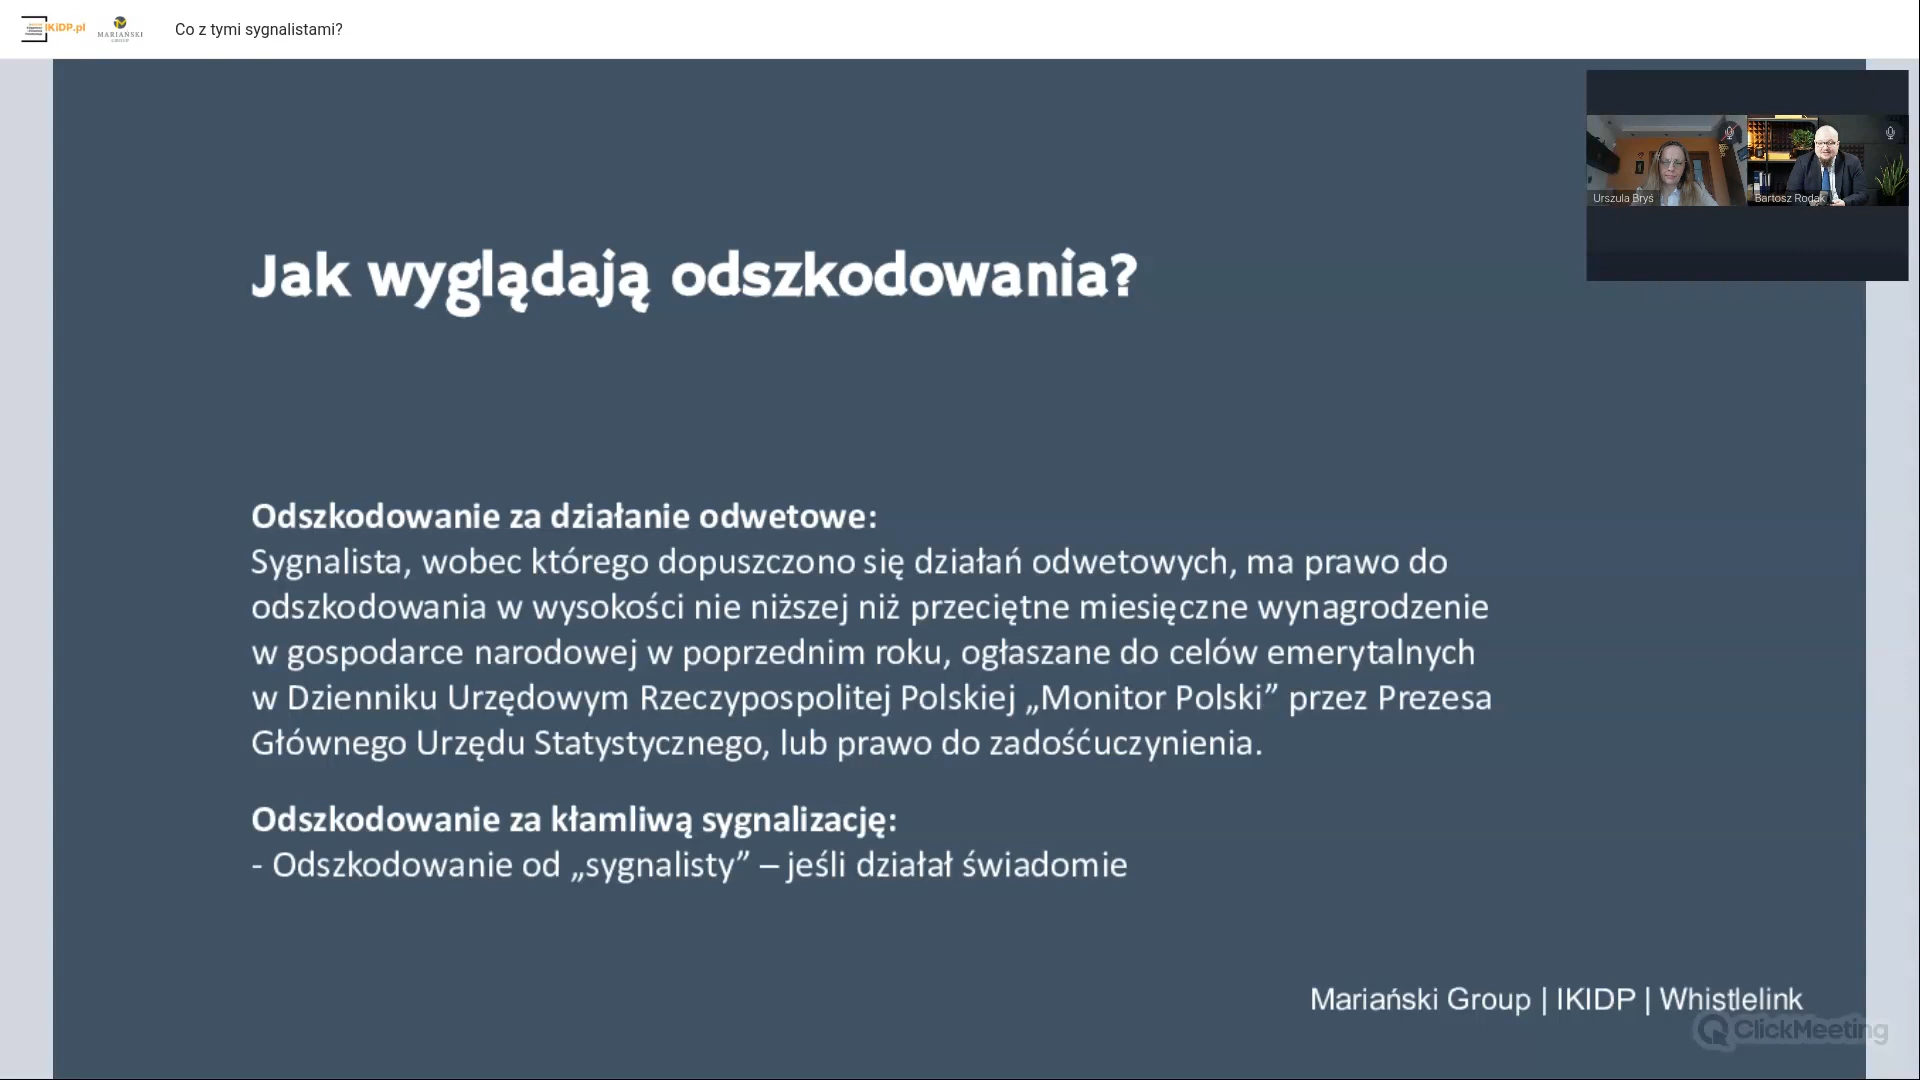 IKiDP.pl
MARIAŃSKI
GROUP
Co z tymi sygnalistami?
Urszula Bryś
Bartosz Rodak
Jak wyglądają odszkodowania?
Odszkodowanie za działanie odwetowe:
Sygnalista, wobec którego dopuszczono się działań odwetowych, ma prawo do
odszkodowania w wysokości nie niższej niż przeciętne miesięczne wynagrodzenie
w gospodarce narodowej w poprzednim roku, ogłaszane do celów emerytalnych
w Dzienniku Urzędowym Rzeczypospolitej Polskiej „Monitor Polski” przez Prezesa
Głównego Urzędu Statystycznego, lub prawo do zadośćuczynienia.
Odszkodowanie za kłamliwą sygnalizację:
- Odszkodowanie od „sygnalisty” – jeśli działał świadomie
Mariański Group | IKIDP | Whistlelink
ClickMeeting